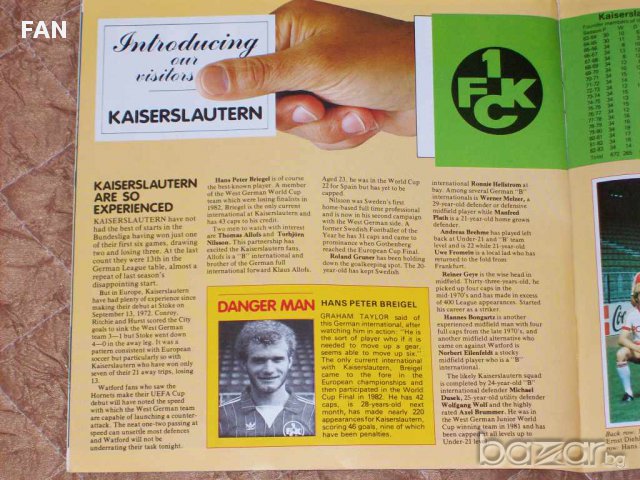 FAN
Introducing
our
visitors
KAISERSLAUTERN
1
FCK
KAISERSLAUTERN
ARE SO
EXPERIENCED
KAISERSLAUTERN have not
had the best of starts in the
Bundesliga having won just one
of their first six games, drawing
two and losing three. At the last
count they were 13th in the
German League table, almost a
repeat of last season's
disappointing start.
But in Europe, Kaiserslautern
have had plenty of experience since
making their debut at Stoke on
September 13, 1972. Conroy,
Ritchie and Hurst scored the City
goals to sink the West German
team 3—1 but Stoke went down
4—0 in the away leg. It was a
pattern consistent with European
soccer but particularly so with
Kaiserslautern who have won only
seven of their 21 away trips, losing
13.
Watford fans who saw the
Hornets make their UEFA Cup
debut will have noted the speed
with which the West German team
are capable of launching a counter-
attack. The neat one-two passing at
speed can unsettle most defences
and Watford will not be
underrating their task tonight.
Hans Peter Briegel is of course
the best-known player. A member
of the West German World Cup
team which were losing finalists in
1982, Briegel is the only current
international at Kaiserslautern and
has 43 caps to his credit.
Two men to watch with interest
are Thomas Allofs and Torbjörn
Nilsson. This partnership has
excited the Kaiserslautern fans.
Allofs is a "B" international and
brother of the German full
international forward Klaus Allofs.
Aged 23, he was in the World Cup
22 for Spain but has yet to be
capped.
Nilsson was Sweden's first
home-based full time professional
and is now in his second campaign
with the West German side. A
former Swedish Footballer of the
Year he has 31 caps and came to
prominence when Gothenberg
reached the European Cup Final.
Roland Gruner has been holding
down the goalkeeping spot. The 20-
year-old has kept Swedish
DANGER MAN
HANS PETER BREIGEL
GRAHAM TAYLOR said of
this German international, after
watching him in action: "He is
the sort of player who if it is
needed to move up a gear,
seems able to move up six."
The only current international
with Kaiserslautern, Breigel
came to the fore in the
European championships and
then participated in the World
Cup Final in 1982. He has 42
caps, is 28-years-old next
month, has made nearly 220
appearances for Kaiserslautern,
scoring 46 goals, nine of which
have been penalties.
international Ronnie Hellstrom at
bay. Among several German "B"
internationals is Werner Melzer, a
29-year-old defensive or defensive
midfield player while Manfred
Plath is a 21-year-old home grown
defender.
Andreas Beehme has played left
back at Under-21 and "B" team
level and is 22 while 21-year-old
Uwe Fromein is a local lad who has
returned to the fold from
Frankfurt.
Reiner Geye is the wise head in
midfield. Thirty-three-years-old, he
picked up four caps in the
mid-1970's and has made in excess
of 400 League appearances. Started
his career as a striker.
Hannes Bongartz is another
experienced midfield man with four
full caps from the late 1970's, and
another midfield alternative who
came on against Watford is
Norbert Eilenfeldt a stocky
midfield player who is a "B"
international.
The likely Kaiserslautern squad
is completed by 24-year-old "B"
international defender Michael
Dusek, 25-year-old utility defender
Wolfgang Wolf and the highly
rated Axel Brummer. He was in
the West German Junior World
Cup winning team in 1981 and has
been capped at all levels up to
Under-21 level
Kaisersl
Founder members of
Season P W D
Total 672 265
Back row:
Ernst Diehl
row: Hans
bazar.bg